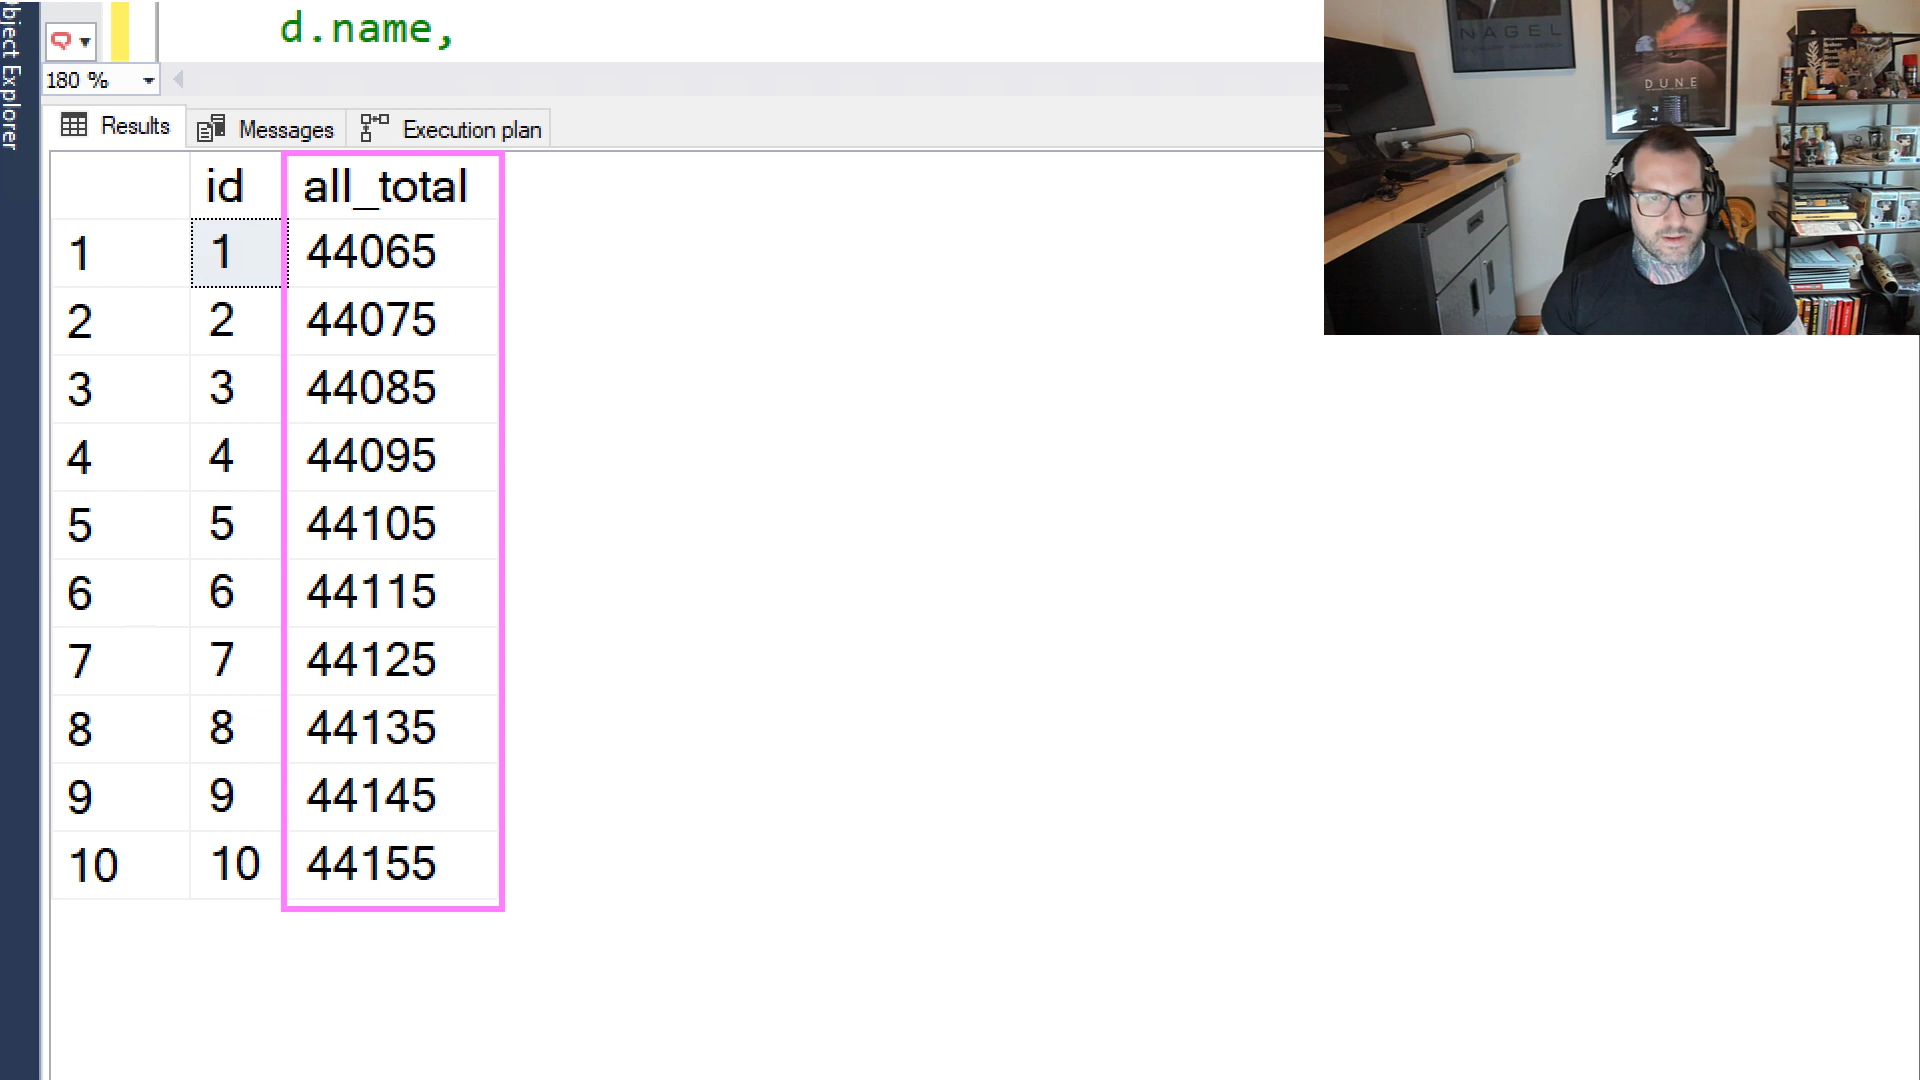 Object Explorer
d.name,
180 %
Results
Messages
Execution plan
id all_total
1 1 44065
2 2 44075
3 3 44085
4 4 44095
5 5 44105
6 6 44115
7 7 44125
8 8 44135
9 9 44145
10 10 44155
NAGEL
DUNE